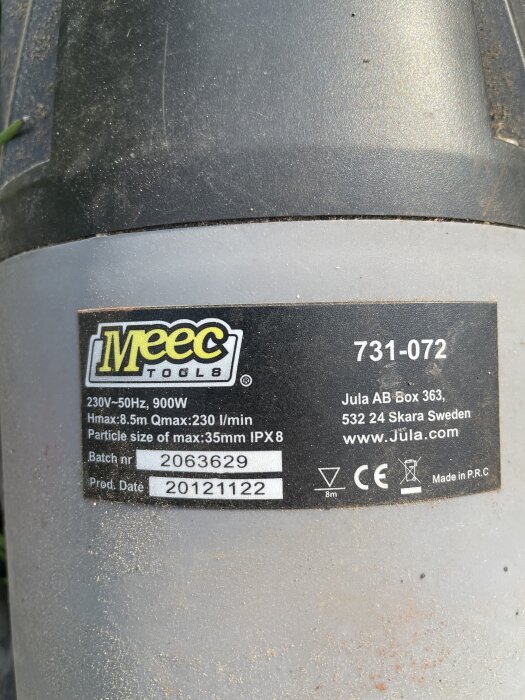 Meec
TOOLS
®
731-072
230V~50Hz, 900W
Hmax:8.5m Qmax:230 l/min
Particle size of max:35mm IPX8
Batch nr 2063629
Prod. Date 20121122
Jula AB Box 363,
532 24 Skara Sweden
www.Jula.com
8m
CE
Made in P.R.C